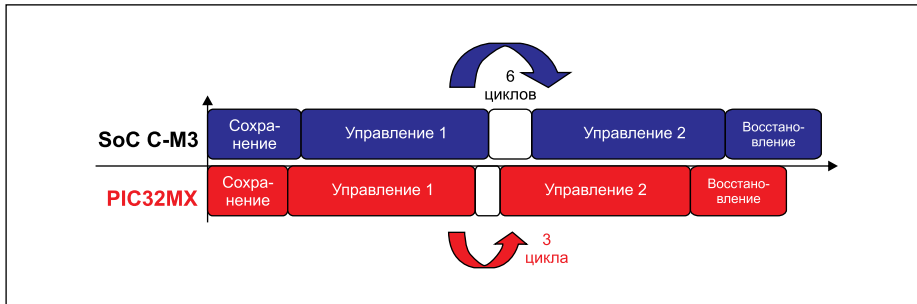 6
циклов
SoC C-M3
Сохра-
нение
Управление 1
Управление 2
Восстано-
вление
PIC32MX
Сохра-
нение
Управление 1
Управление 2
Восстано-
вление
3
цикла